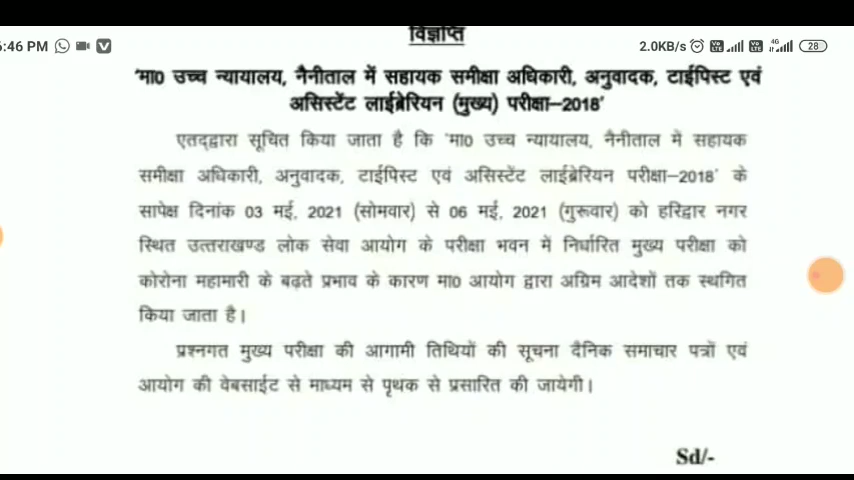 विज्ञप्ति
6:46 PM
2.0KB/s 4G 28
'मा0 उच्च न्यायालय, नैनीताल में सहायक समीक्षा अधिकारी, अनुवादक, टाईपिस्ट एवं
असिस्टेंट लाईब्रेरियन (मुख्य) परीक्षा–2018'
एतद्द्वारा सूचित किया जाता है कि 'मा0 उच्च न्यायालय, नैनीताल में सहायक
समीक्षा अधिकारी, अनुवादक, टाईपिस्ट एवं असिस्टेंट लाईब्रेरियन परीक्षा–2018' के
सापेक्ष दिनांक 03 मई, 2021 (सोमवार) से 06 मई, 2021 (गुरूवार) को हरिद्वार नगर
स्थित उत्तराखण्ड लोक सेवा आयोग के परीक्षा भवन में निर्धारित मुख्य परीक्षा को
कोरोना महामारी के बढ़ते प्रभाव के कारण मा0 आयोग द्वारा अग्रिम आदेशों तक स्थगित
किया जाता है।
प्रश्नगत मुख्य परीक्षा की आगामी तिथियों की सूचना दैनिक समाचार पत्रों एवं
आयोग की वेबसाईट से माध्यम से पृथक से प्रसारित की जायेगी।
Sd/-